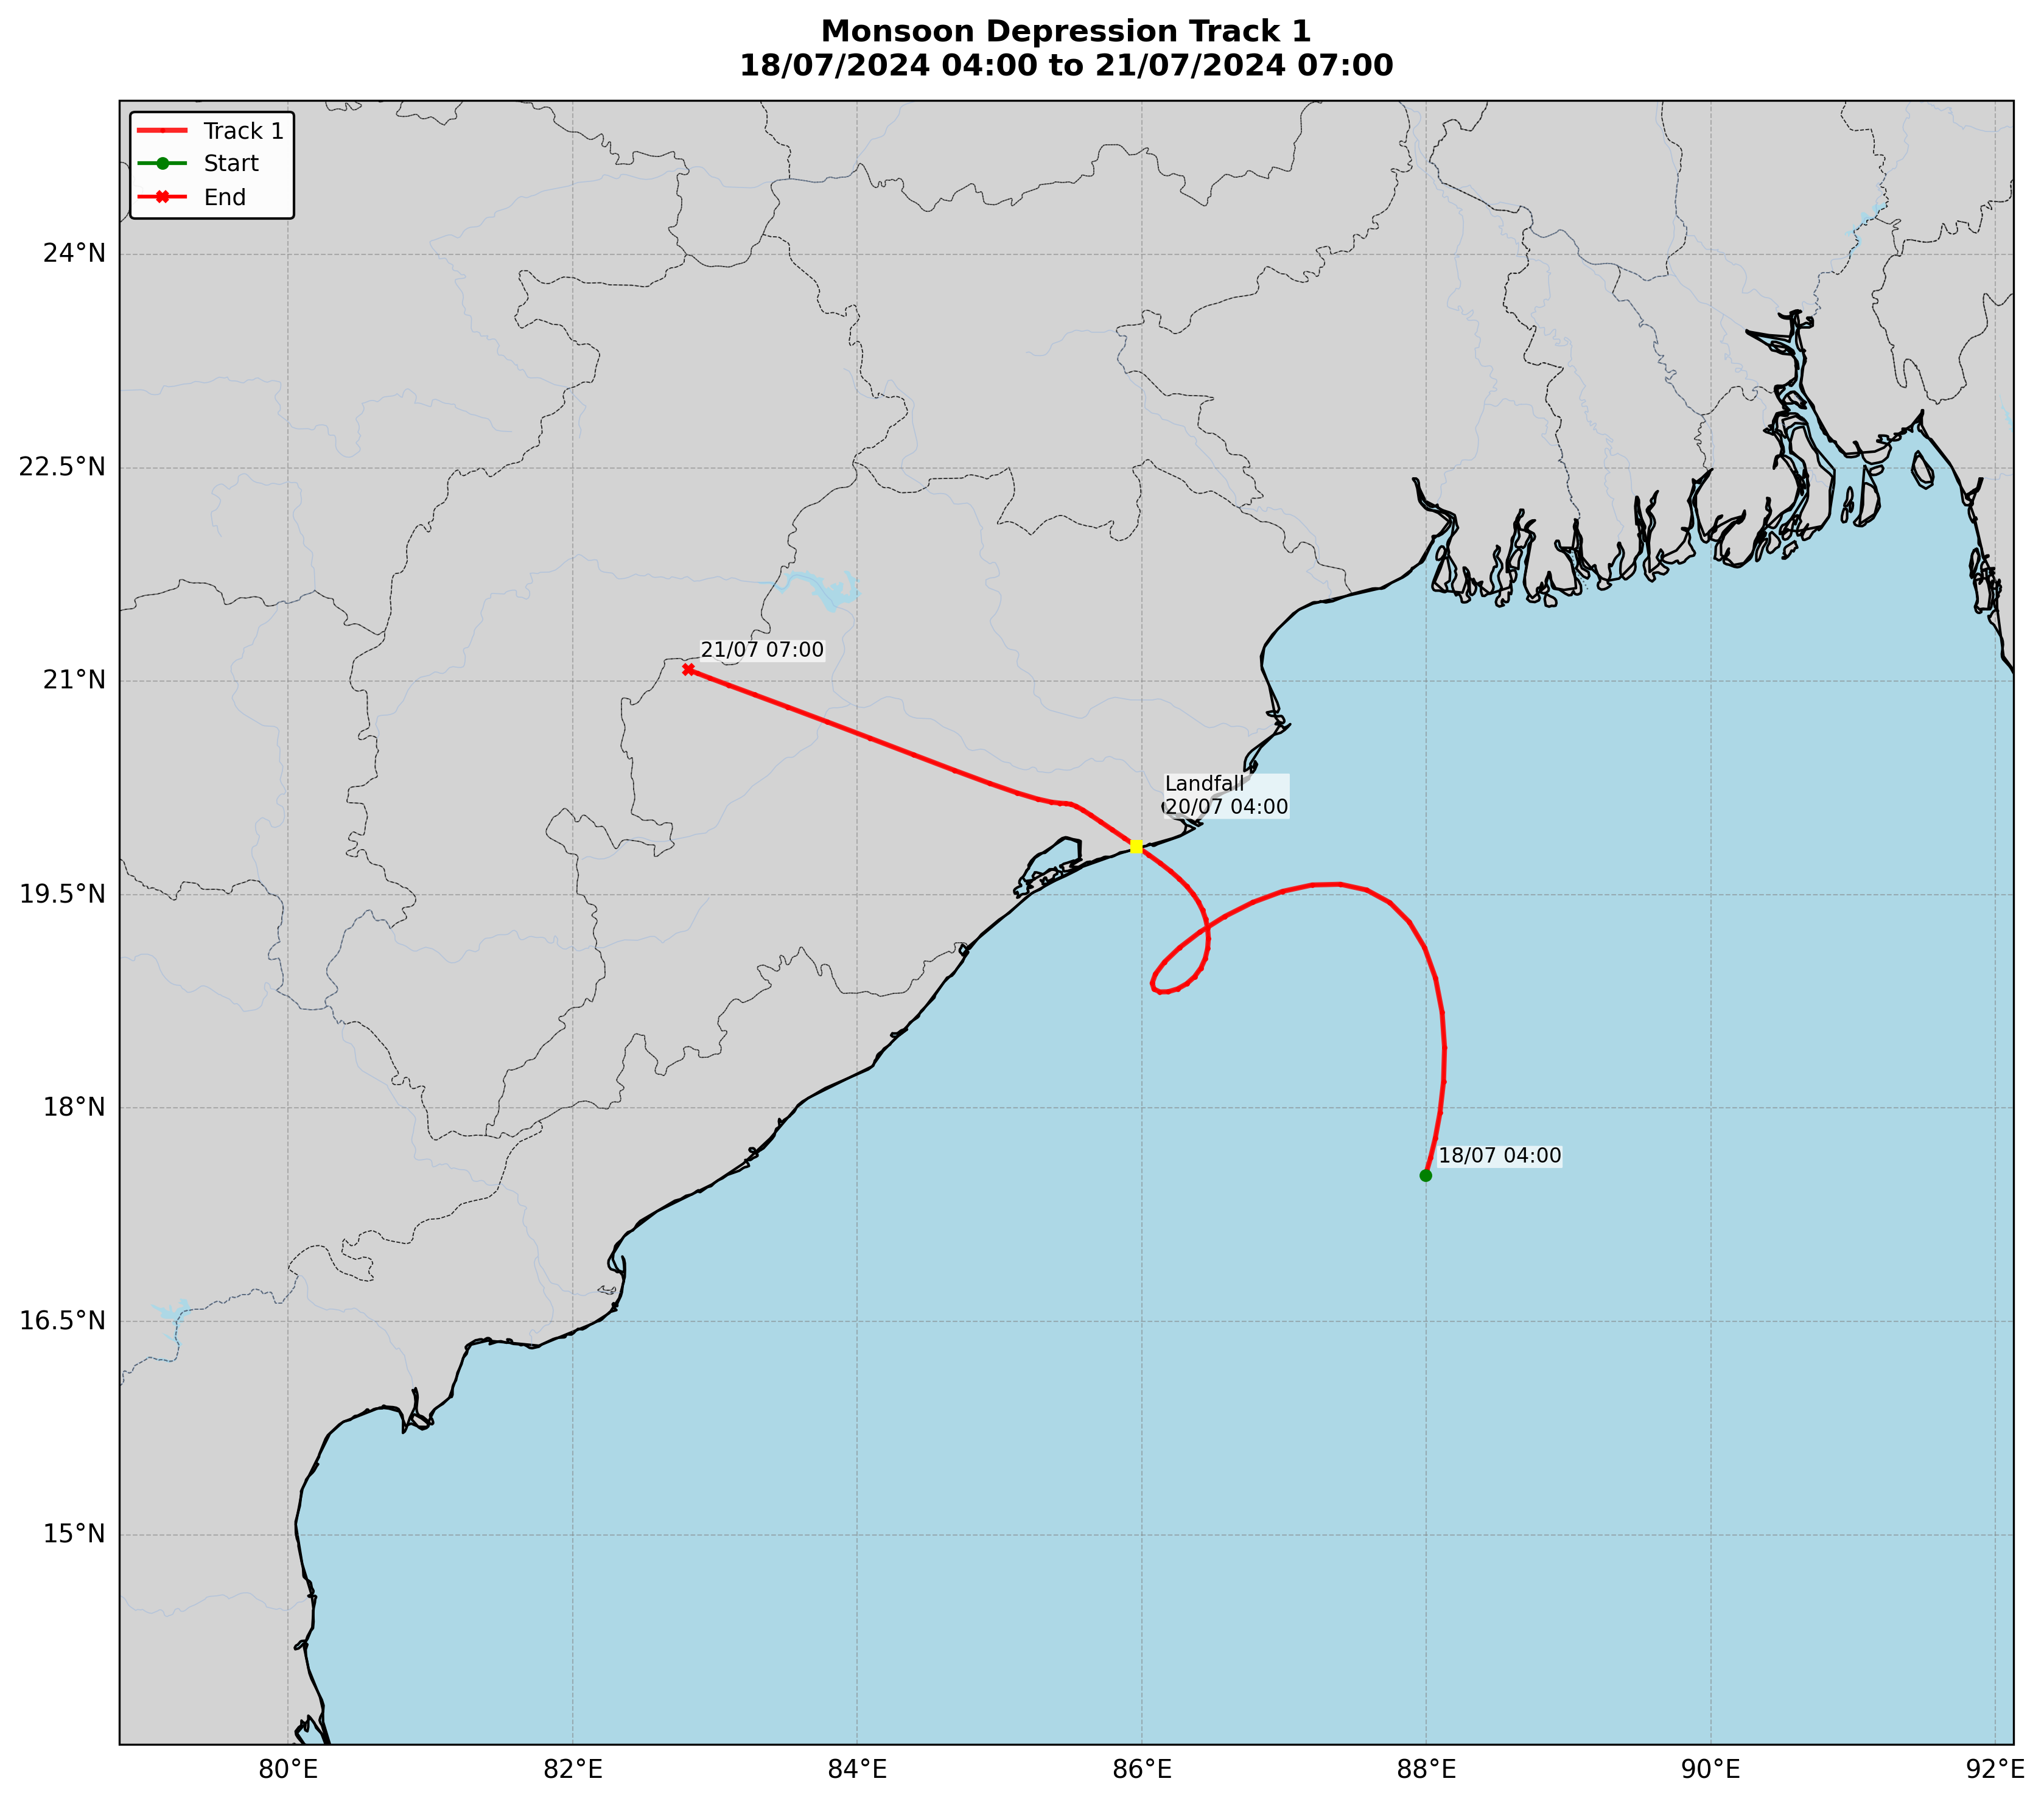 Monsoon Depression Track 1
18/07/2024 04:00 to 21/07/2024 07:00
Track 1
Start
End
24°N
22.5°N
21°N
19.5°N
18°N
16.5°N
15°N
21/07 07:00
Landfall
20/07 04:00
18/07 04:00
80°E
82°E
84°E
86°E
88°E
90°E
92°E